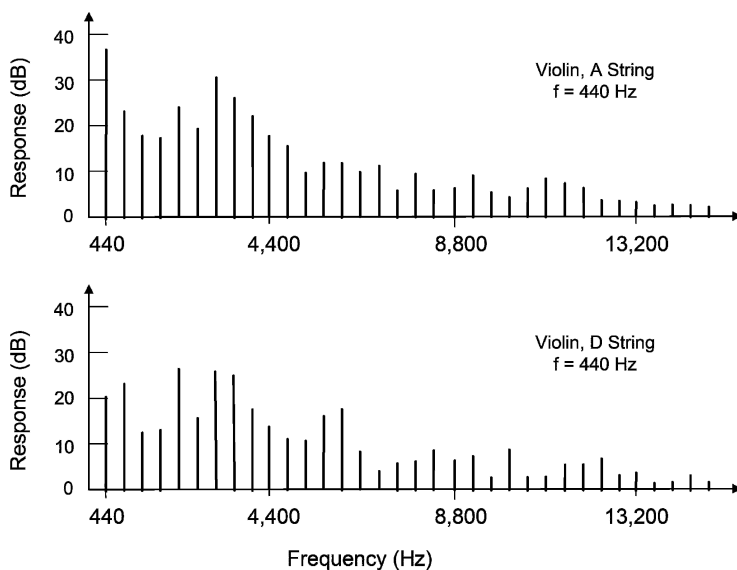 40
30
20
10
0
Response (dB)
Violin, A String
f = 440 Hz
440 4,400 8,800 13,200
40
30
20
10
0
Response (dB)
Violin, D String
f = 440 Hz
440 4,400 8,800 13,200
Frequency (Hz)